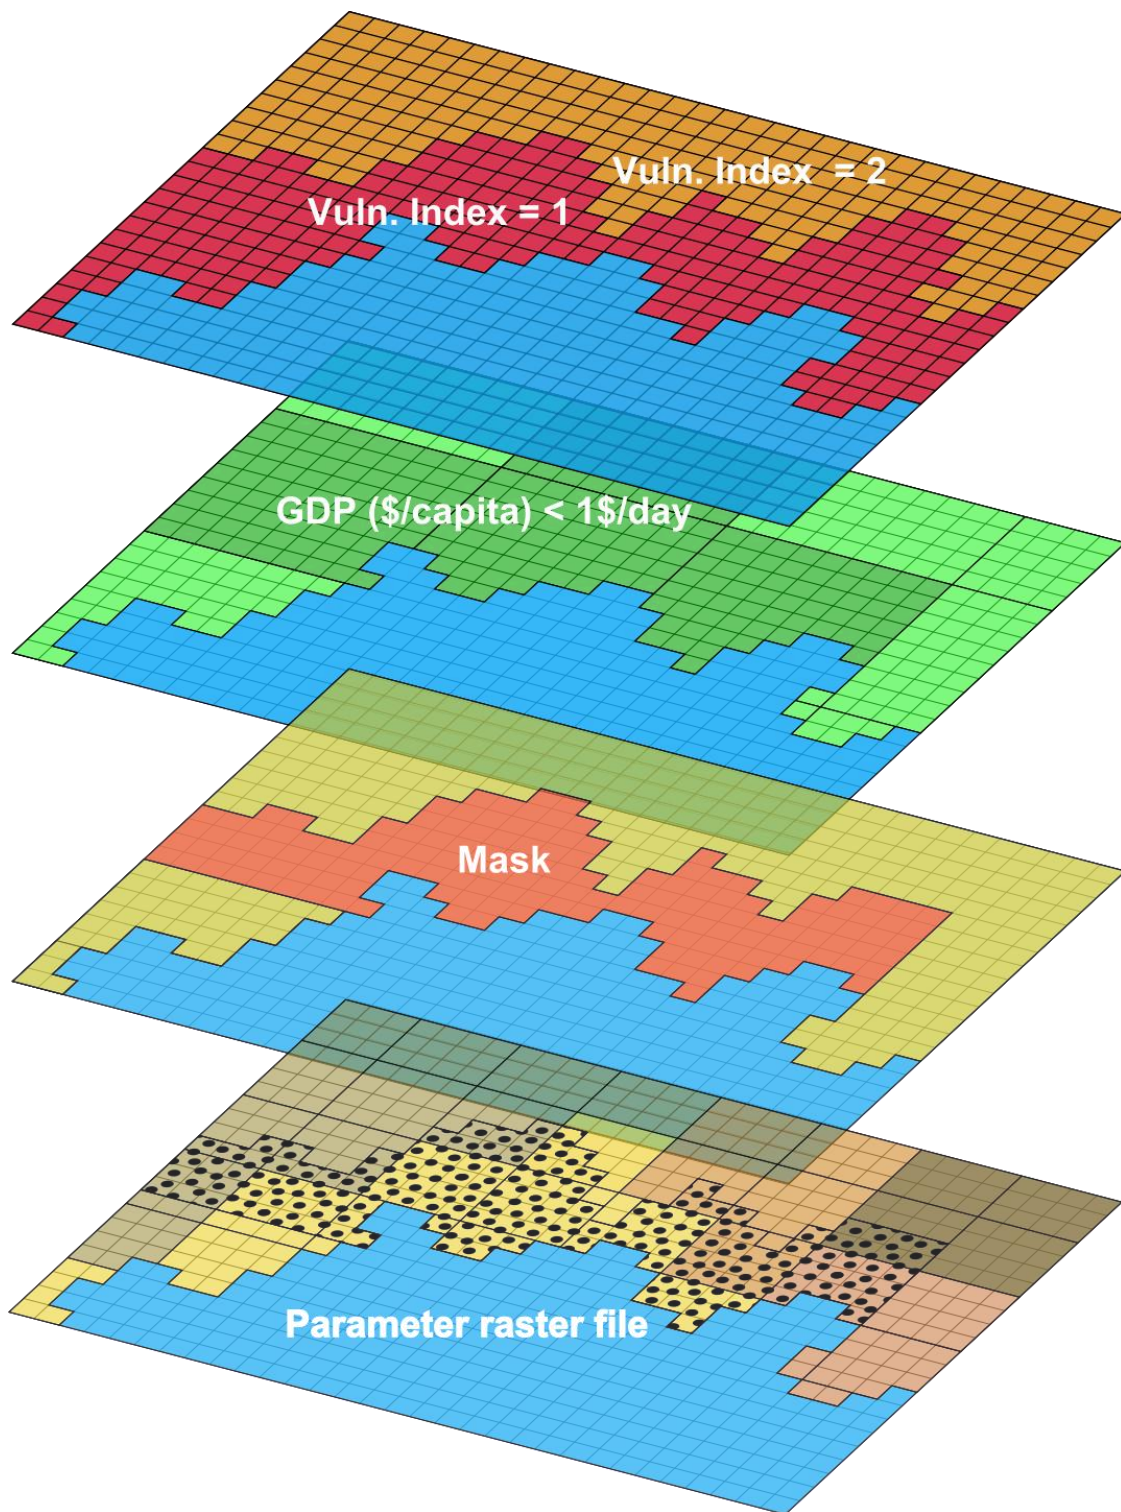 Vuln. Index = 2
Vuln. Index = 1
GDP ($/capita) < 1$/day
Mask
Parameter raster file